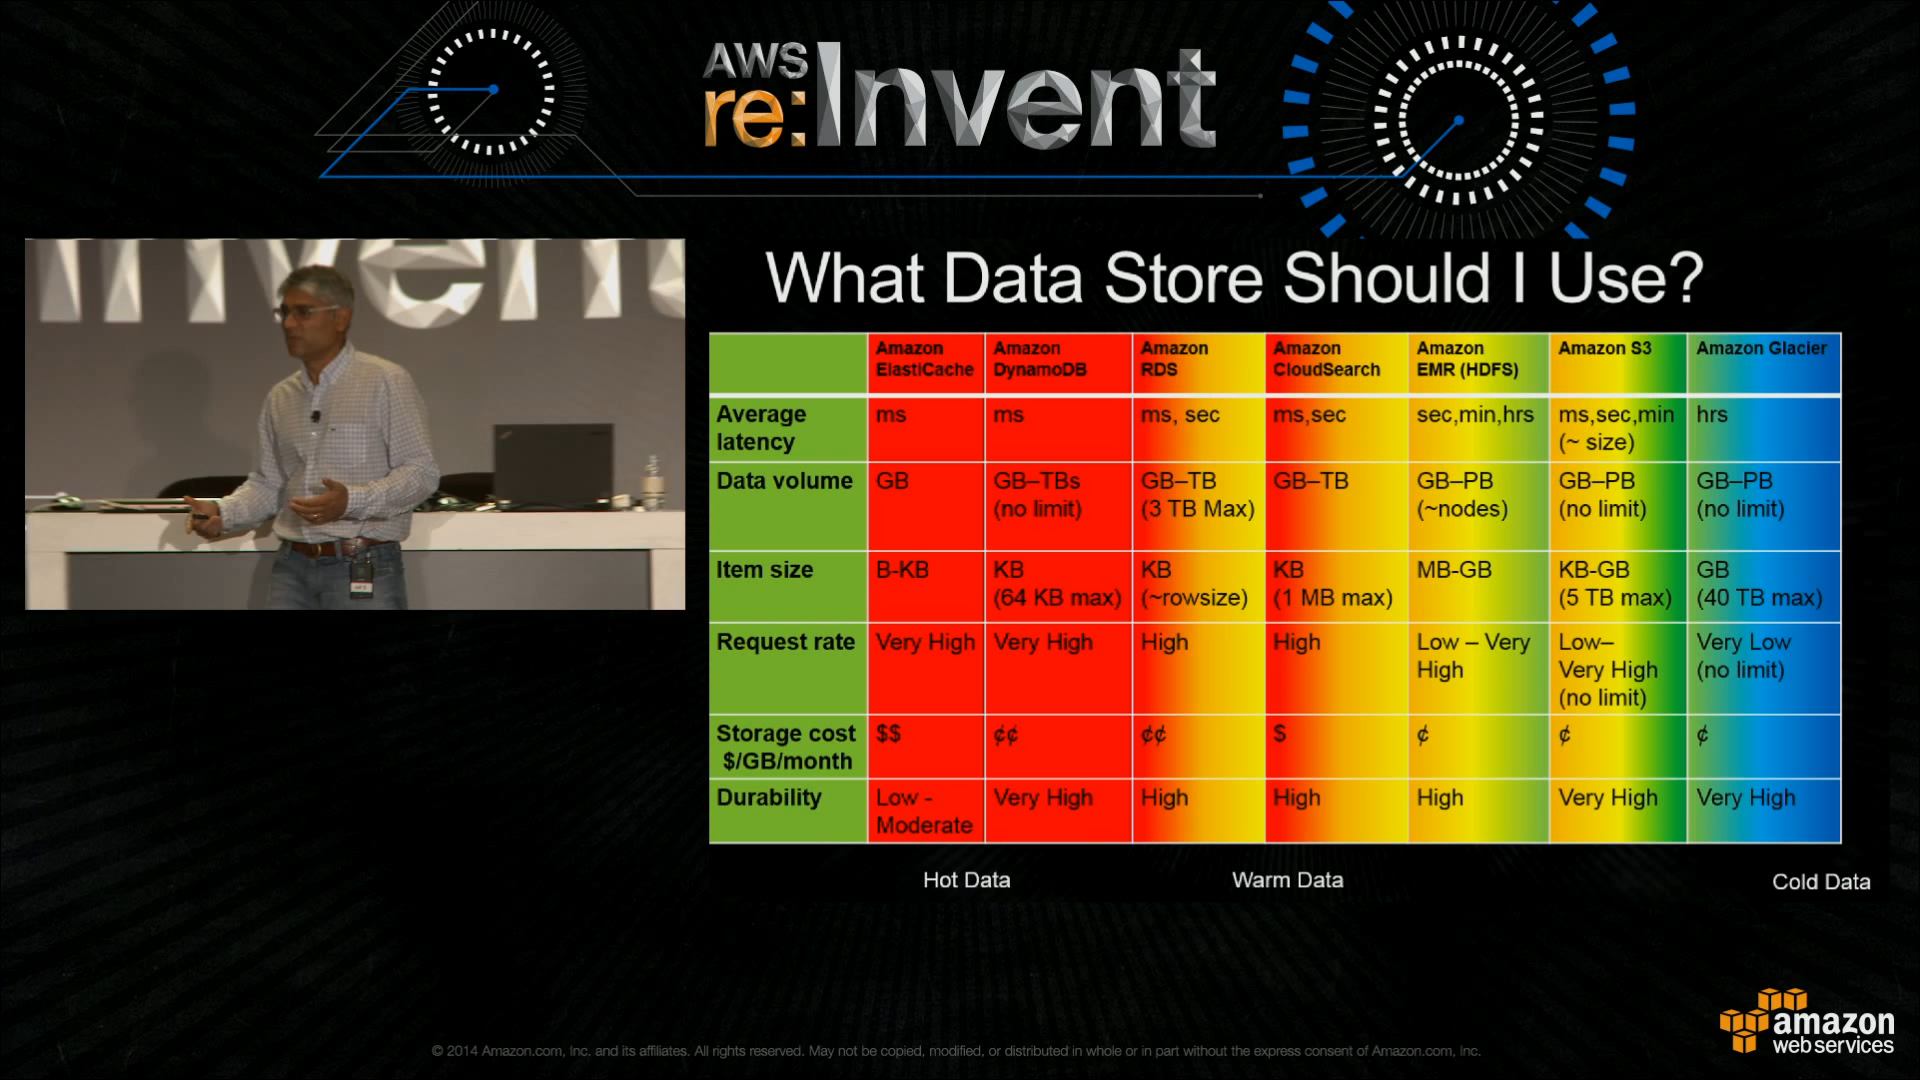 AWS
re:Invent
Invent
What Data Store Should I Use?
Amazon ElastiCache
Amazon DynamoDB
Amazon RDS
Amazon CloudSearch
Amazon EMR (HDFS)
Amazon S3
Amazon Glacier
Average latency
ms
ms
ms, sec
ms,sec
sec,min,hrs
ms,sec,min (~ size)
hrs
Data volume
GB
GB–TBs (no limit)
GB–TB (3 TB Max)
GB–TB
GB–PB (~nodes)
GB–PB (no limit)
GB–PB (no limit)
Item size
B-KB
KB (64 KB max)
KB (~rowsize)
KB (1 MB max)
MB-GB
KB-GB (5 TB max)
GB (40 TB max)
Request rate
Very High
Very High
High
High
Low – Very High
Low– Very High (no limit)
Very Low (no limit)
Storage cost $/GB/month
$$
¢¢
¢¢
$
¢
¢
¢
Durability
Low - Moderate
Very High
High
High
High
Very High
Very High
Hot Data
Warm Data
Cold Data
amazon
web services
© 2014 Amazon.com, Inc. and its affiliates. All rights reserved. May not be copied, modified, or distributed in whole or in part without the express consent of Amazon.com, Inc.